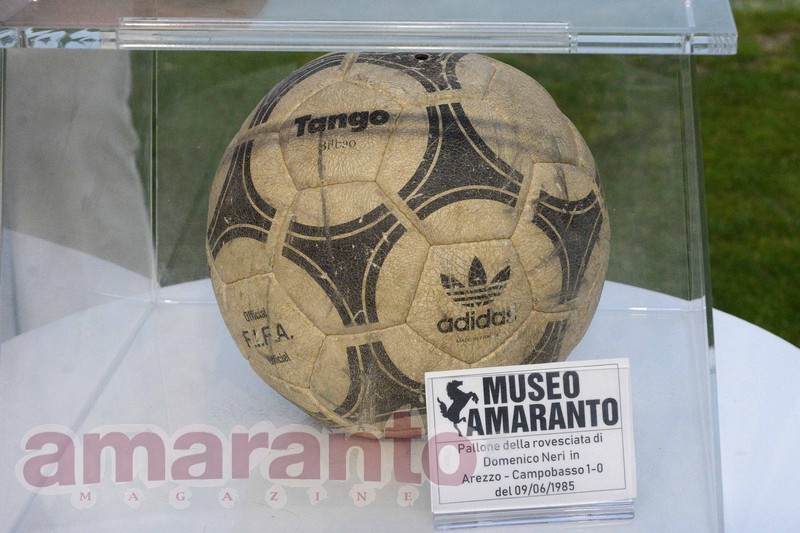 Tango
Bilbao
adidas
Official
F.I.F.A.
Official
MUSEO
AMARANTO
Pallone della rovesciata di
Domenico Neri in
Arezzo - Campobasso 1-0
del 09/06/1985
amaranto
MAGAZINE